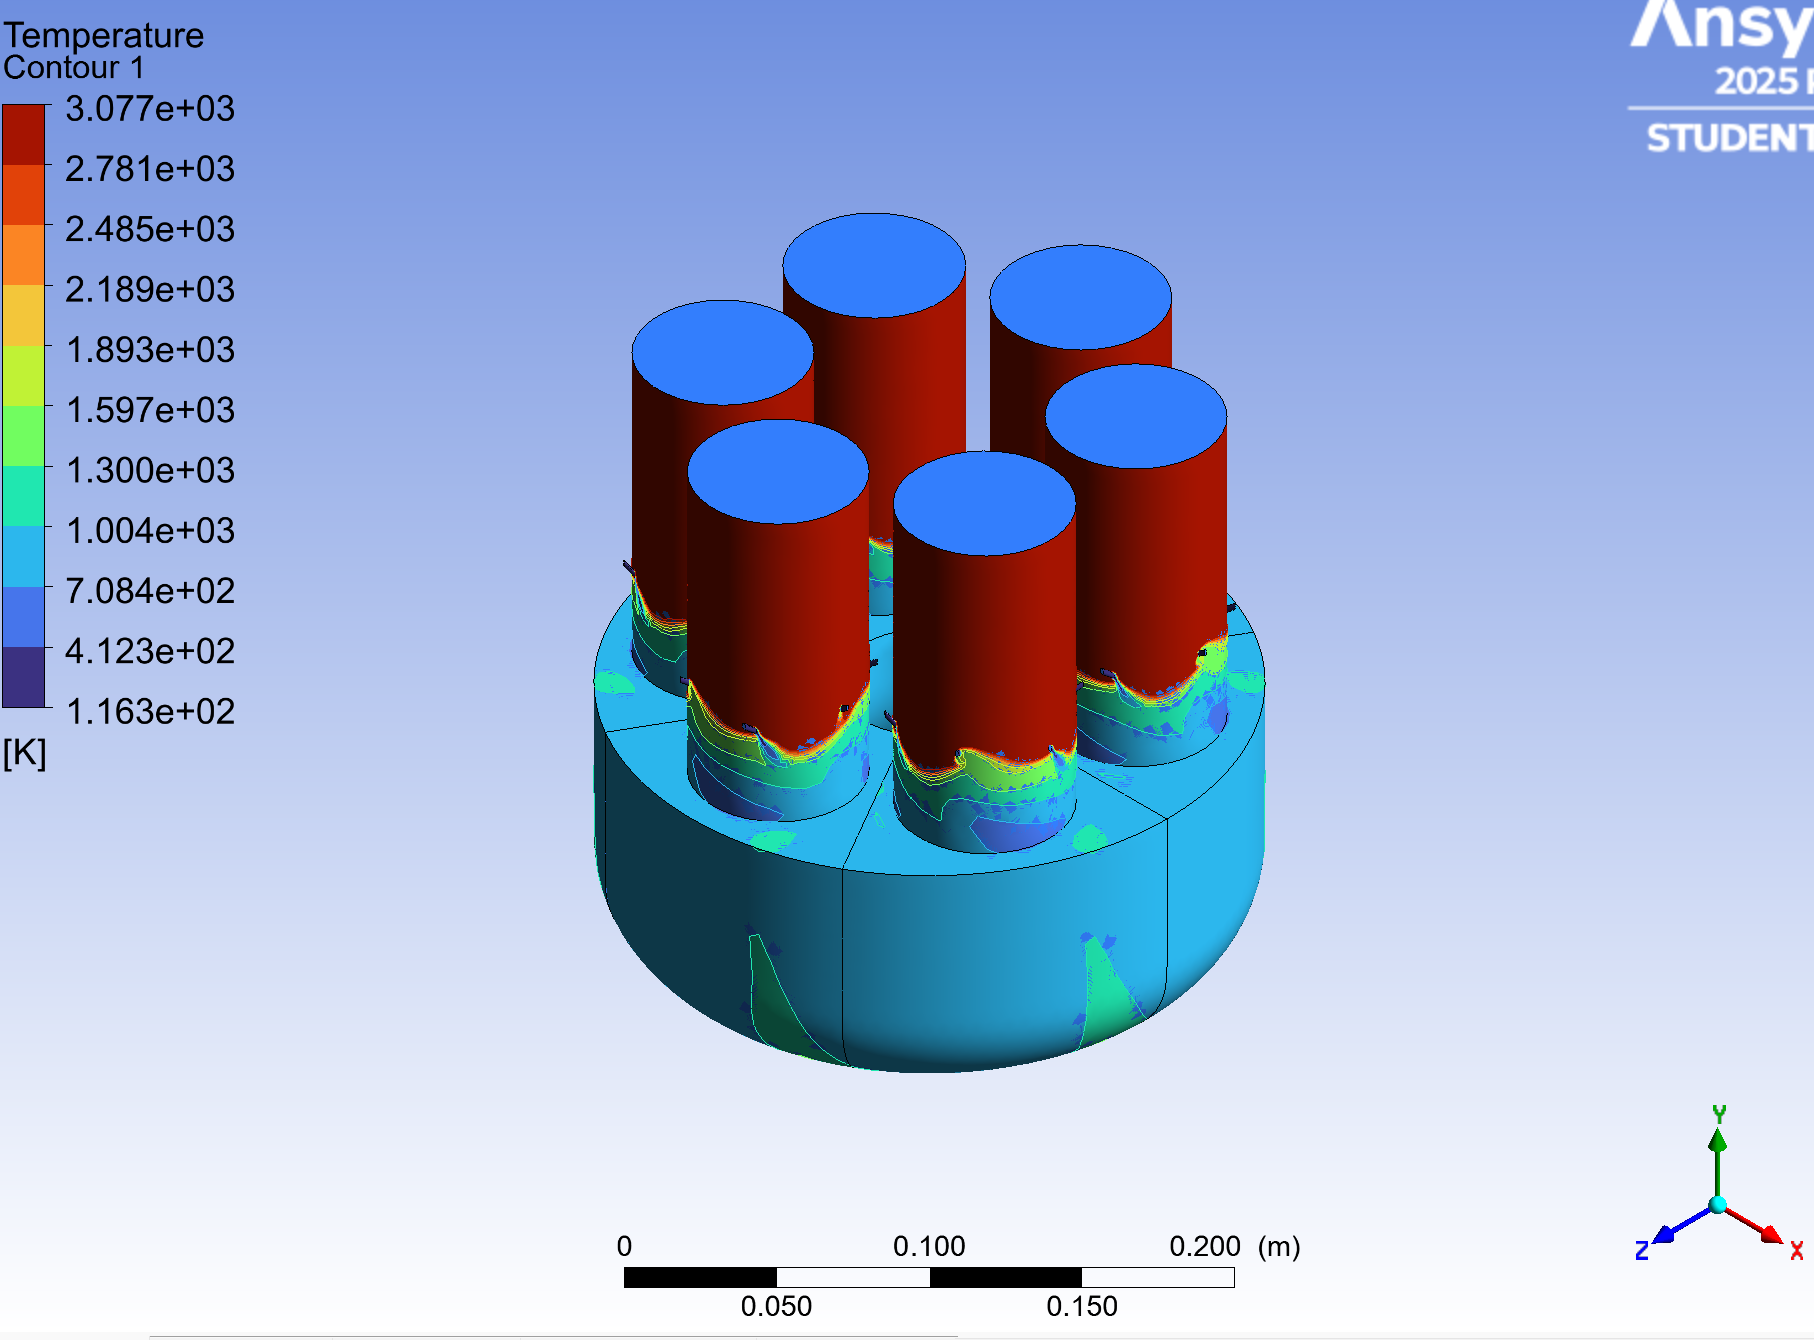 Temperature
Contour 1
3.077e+03
2.781e+03
2.485e+03
2.189e+03
1.893e+03
1.597e+03
1.300e+03
1.004e+03
7.084e+02
4.123e+02
1.163e+02
[K]
Ansy
2025
STUDENT
0 0.100 0.200 (m)
0.050 0.150
Y
Z X